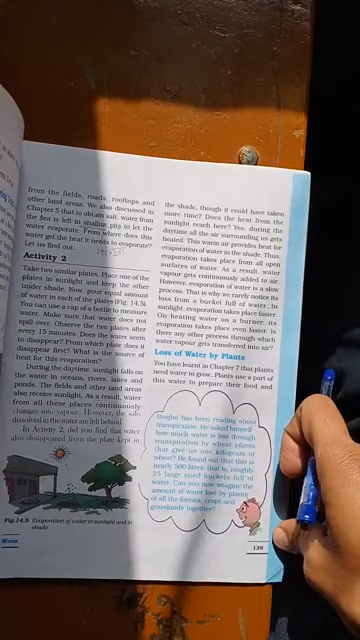 from the fields, roads, rooftops and
other land areas. We also discussed in
Chapter 5 that to obtain salt, water from
the sea is left in shallow pits to let the
water evaporate. From where does this
water get the heat it needs to evaporate?
Let us find out.
Activity 2
Take two similar plates. Place one of the
plates in sunlight and keep the other
under shade. Now, pour equal amount
of water in each of the plates (Fig. 14.5).
You can use a cap of a bottle to measure
water. Make sure that water does not
spill over. Observe the two plates after
every 15 minutes. Does the water seem
to disappear? From which plate does it
disappear first? What is the source of
heat for this evaporation?
During the daytime, sunlight falls on
the water in oceans, rivers, lakes and
ponds. The fields and other land areas
also receive sunlight. As a result, water
from all these places continuously
changes into vapour. However, the salts
dissolved in the water are left behind.
In Activity 2, did you find that water
also disappeared from the plate kept in
Fig. 14.5 Evaporation of water in sunlight and in
shade
Water
the shade, though it could have taken
more time? Does the heat from the
sunlight reach here? Yes, during the
daytime all the air surrounding us gets
heated. This warm air provides heat for
evaporation of water in the shade. Thus,
evaporation takes place from all open
surfaces of water. As a result, water
vapour gets continuously added to air.
However, evaporation of water is a slow
process. That is why we rarely notice its
loss from a bucket full of water. In
sunlight, evaporation takes place faster.
On heating water on a burner, its
evaporation takes place even faster. Is
there any other process through which
water vapour gets transferred into air?
Loss of Water by Plants
You have learnt in Chapter 7 that plants
need water to grow. Plants use a part of
this water to prepare their food and
Boojho has been reading about
transpiration. He asked himself
how much water is lost through
transpiration by wheat plants
that give us one kilogram of
wheat? He found out that this is
nearly 500 litres, that is, roughly
25 large sized buckets full of
water. Can you now imagine the
amount of water lost by plants
of all the forests, crops and
grasslands together?
139